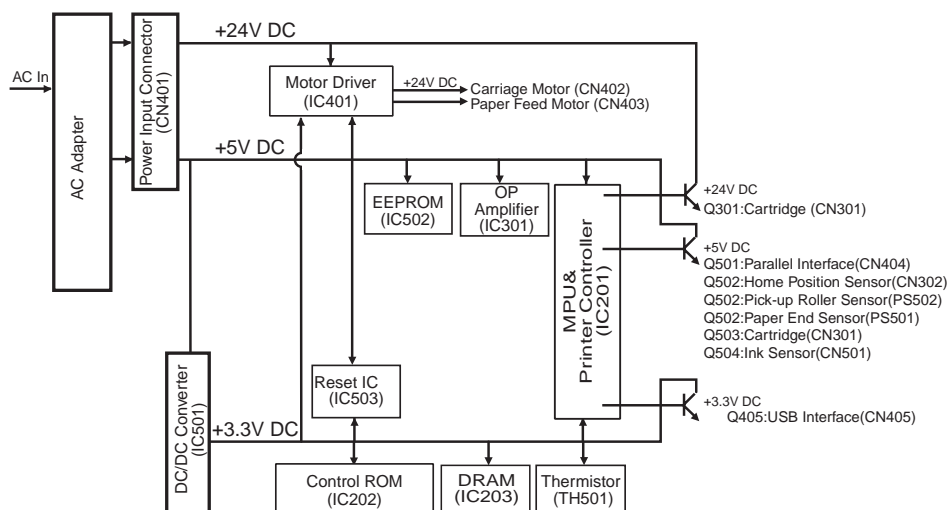 +24V DC
AC In
AC Adapter
Power Input Connector
(CN401)
Motor Driver
(IC401)
+24V DC
Carriage Motor (CN402)
Paper Feed Motor (CN403)
+5V DC
EEPROM
(IC502)
OP
Amplifier
(IC301)
MPU&
Printer Controller
(IC201)
+24V DC
Q301:Cartridge (CN301)
+5V DC
Q501:Parallel Interface(CN404)
Q502:Home Position Sensor(CN302)
Q502:Pick-up Roller Sensor(PS502)
Q502:Paper End Sensor(PS501)
Q503:Cartridge(CN301)
Q504:Ink Sensor(CN501)
Reset IC
(IC503)
+3.3V DC
Q405:USB Interface(CN405)
DC/DC Converter
(IC501)
+3.3V DC
Control ROM
(IC202)
DRAM
(IC203)
Thermistor
(TH501)